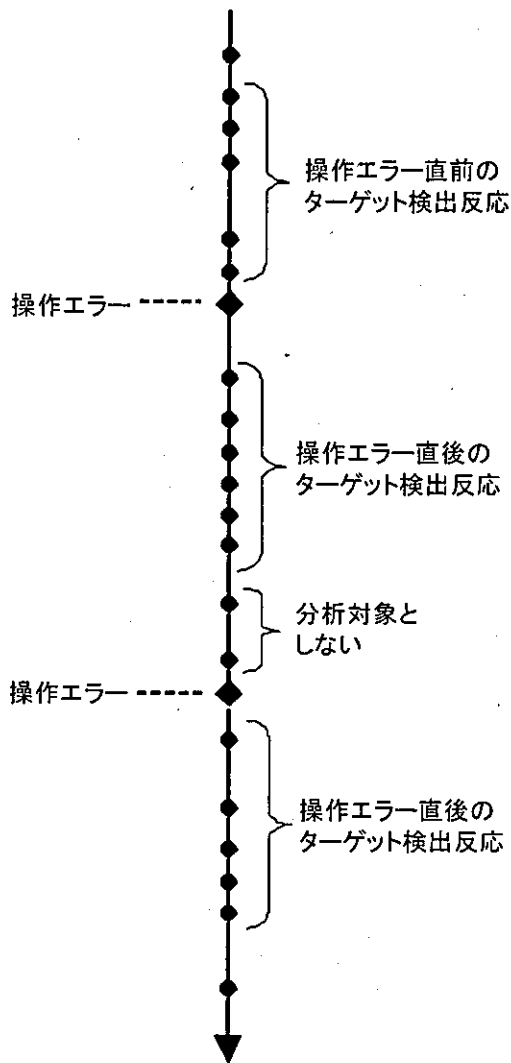 操作エラー直前の
ターゲット検出反応
操作エラー
操作エラー直後の
ターゲット検出反応
分析対象と
しない
操作エラー
操作エラー直後の
ターゲット検出反応